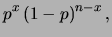 p^x (1 − p)^{n−x},